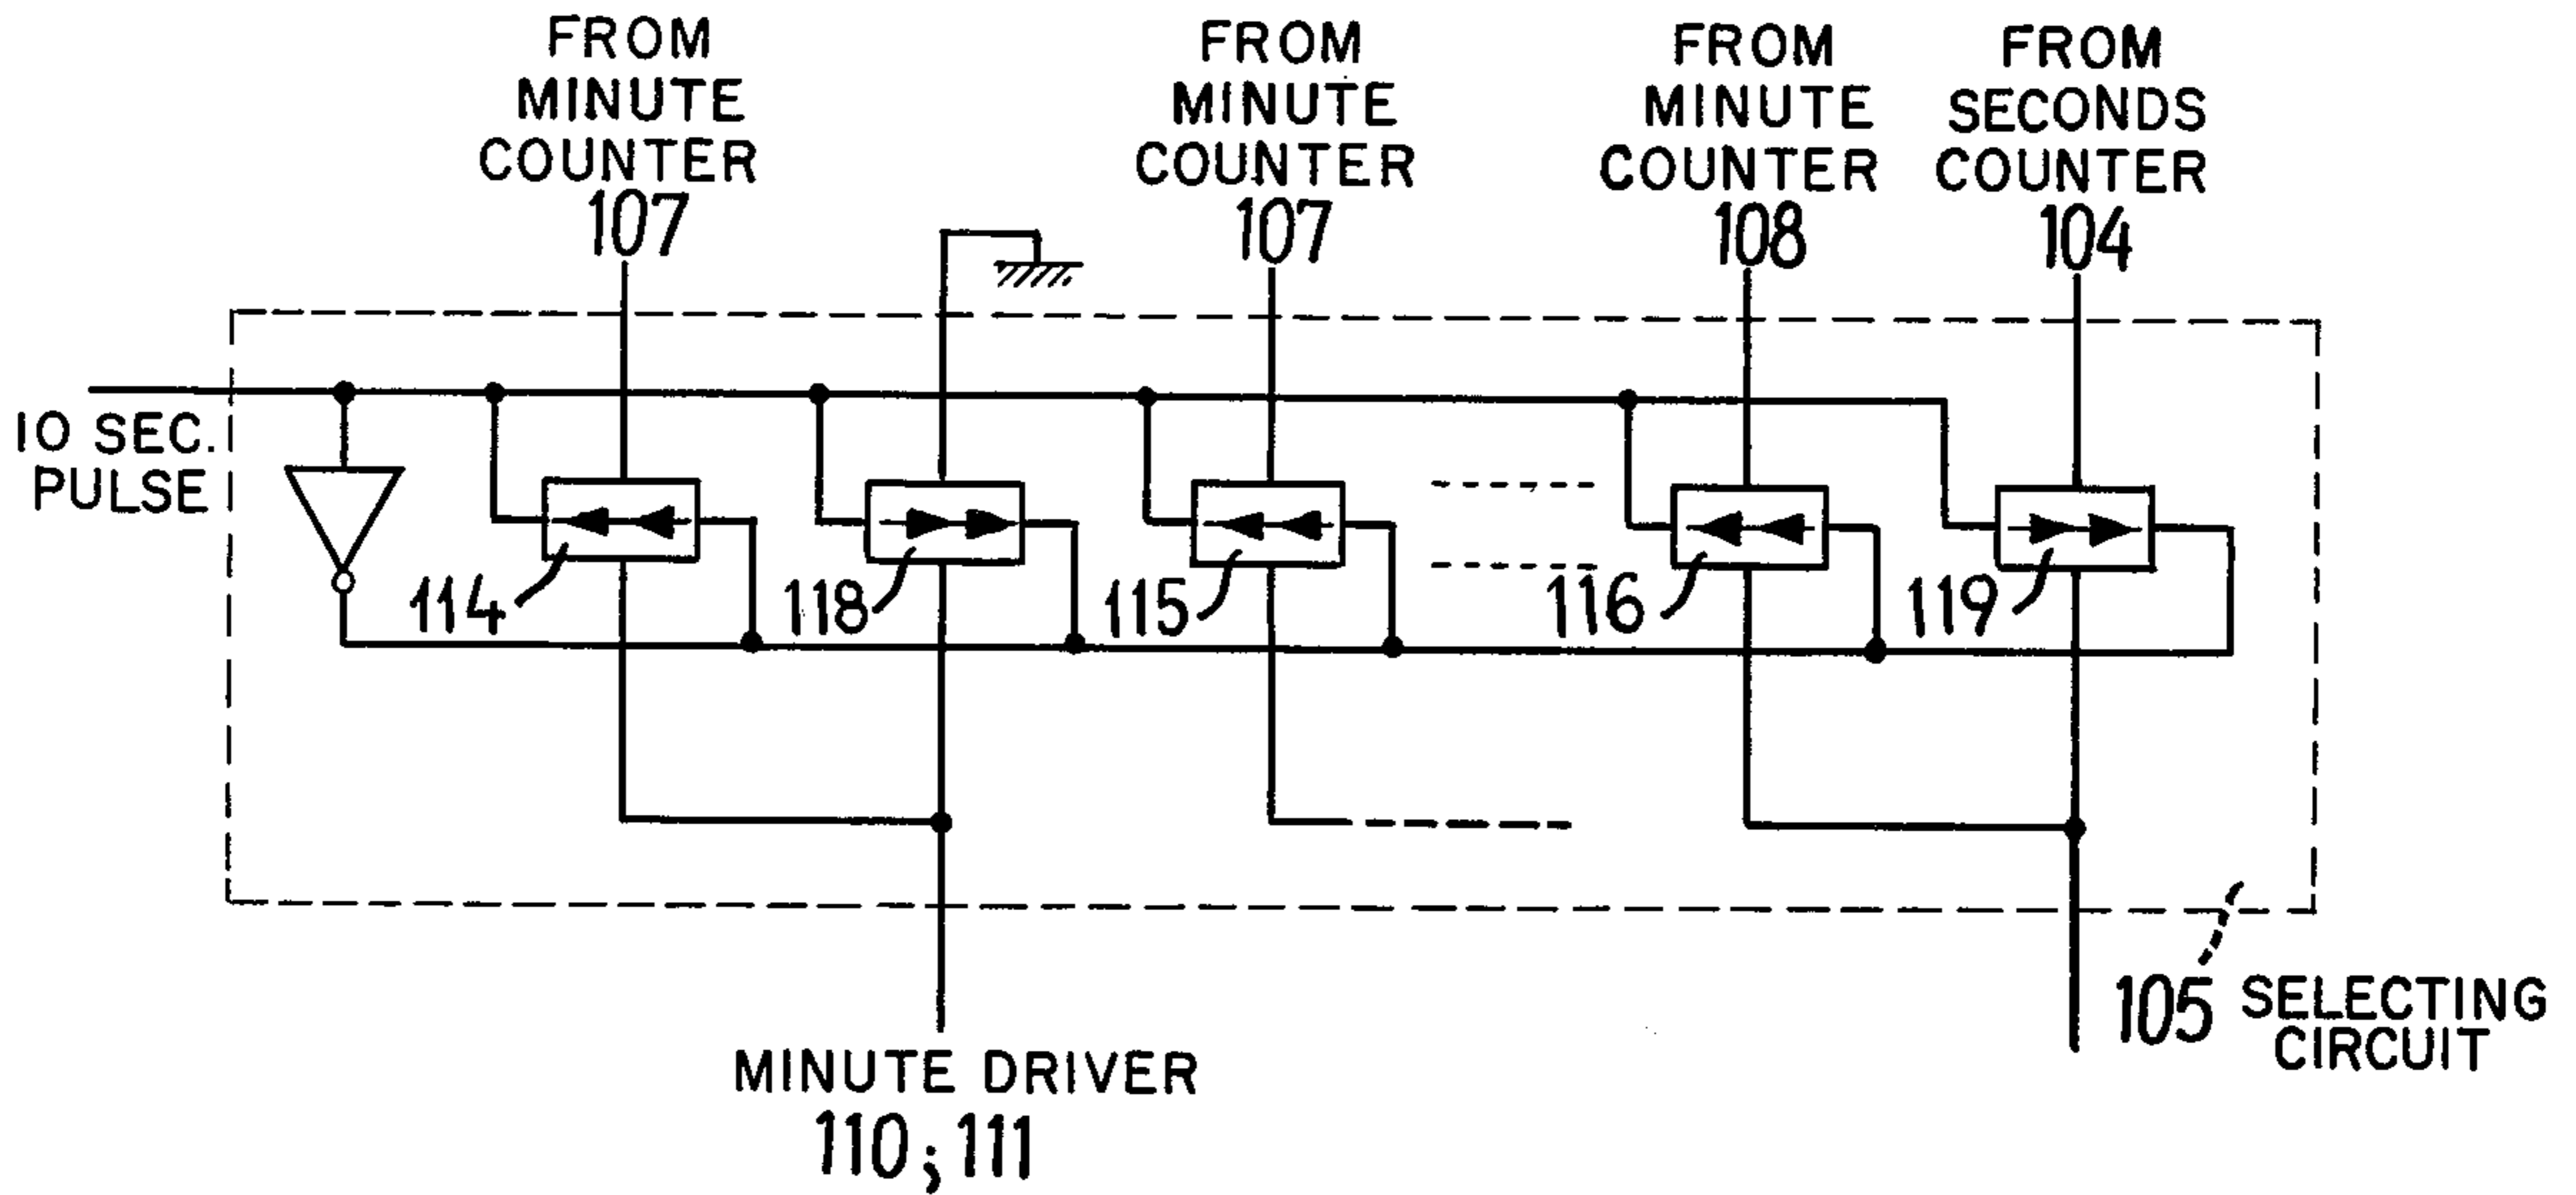 FROM
MINUTE
COUNTER
107
FROM
MINUTE
COUNTER
107
FROM
MINUTE
COUNTER
108
FROM
SECONDS
COUNTER
104
10 SEC.
PULSE
114
118
115
116
119
105 SELECTING
CIRCUIT
MINUTE DRIVER
110; 111